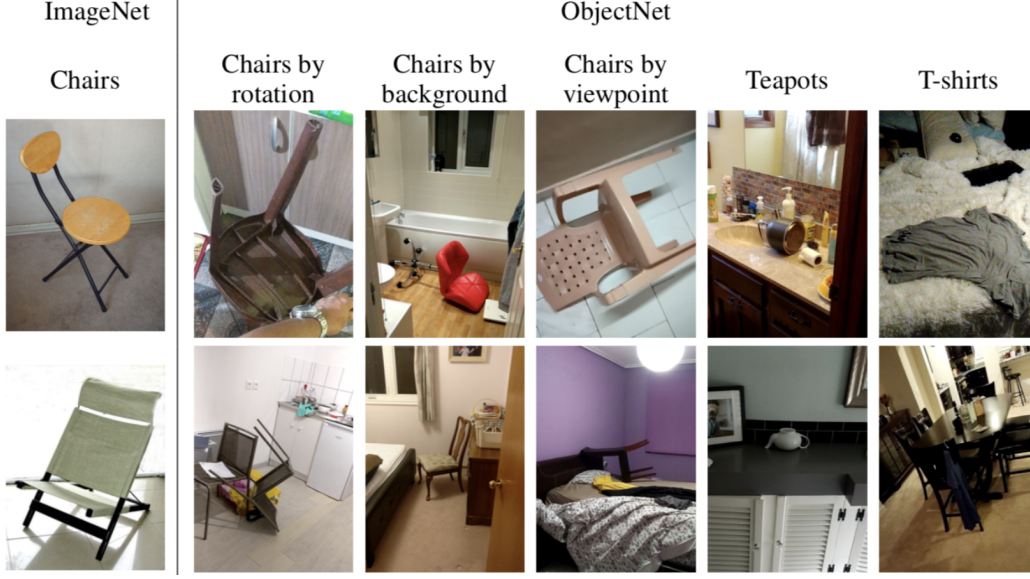 ImageNet
ObjectNet
Chairs
Chairs by
rotation
Chairs by
background
Chairs by
viewpoint
Teapots
T-shirts